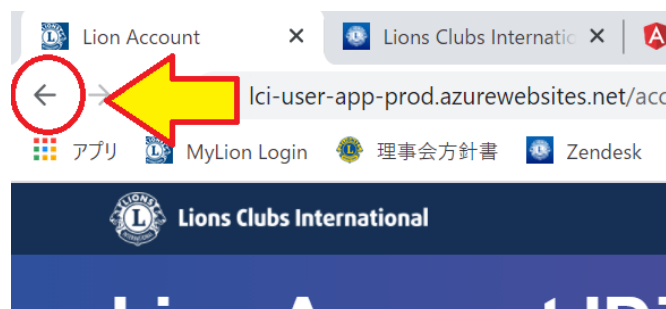 Lion Account
Lions Clubs Internatic
lci-user-app-prod.azurewebsites.net/acc
アプリ MyLion Login 理事会方針書 Zendesk
Lions Clubs International